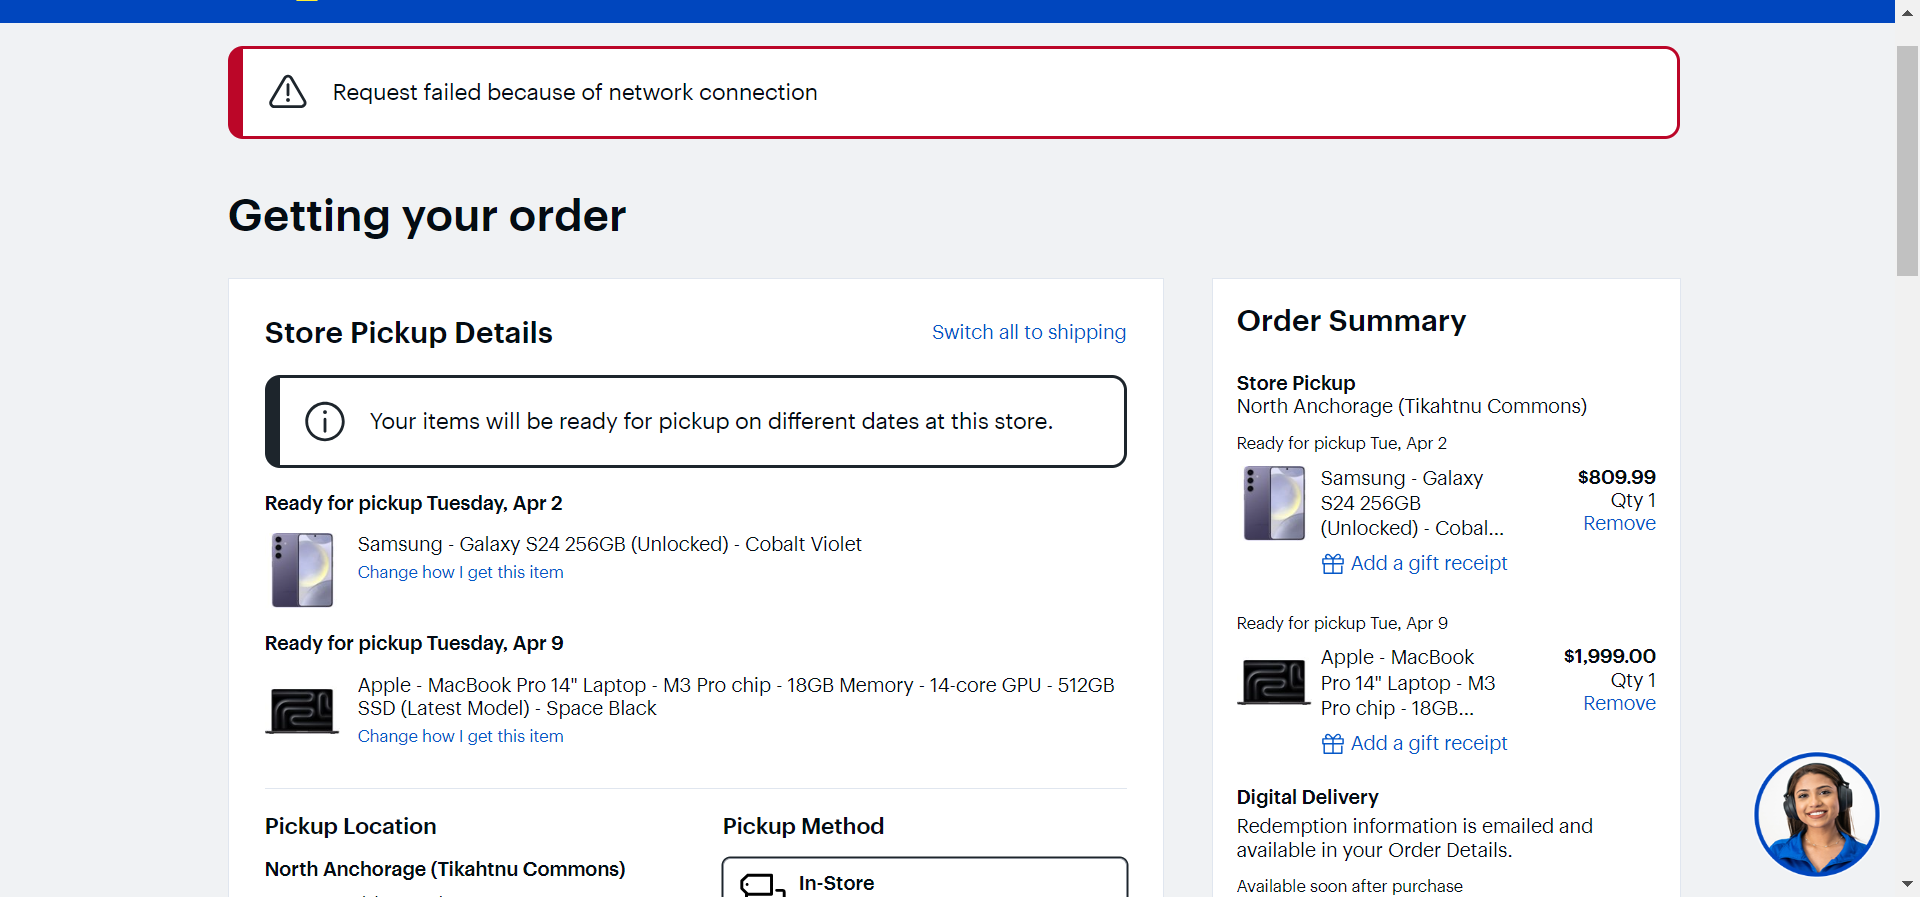 Request failed because of network connection
Getting your order
Store Pickup Details
Switch all to shipping
Your items will be ready for pickup on different dates at this store.
Ready for pickup Tuesday, Apr 2
Samsung - Galaxy S24 256GB (Unlocked) - Cobalt Violet
Change how I get this item
Ready for pickup Tuesday, Apr 9
Apple - MacBook Pro 14" Laptop - M3 Pro chip - 18GB Memory - 14-core GPU - 512GB
SSD (Latest Model) - Space Black
Change how I get this item
Pickup Location
North Anchorage (Tikahtnu Commons)
Pickup Method
In-Store
Order Summary
Store Pickup
North Anchorage (Tikahtnu Commons)
Ready for pickup Tue, Apr 2
Samsung - Galaxy
S24 256GB
(Unlocked) - Cobal...
$809.99
Qty 1
Remove
Add a gift receipt
Ready for pickup Tue, Apr 9
Apple - MacBook
Pro 14" Laptop - M3
Pro chip - 18GB...
$1,999.00
Qty 1
Remove
Add a gift receipt
Digital Delivery
Redemption information is emailed and
available in your Order Details.
Available soon after purchase